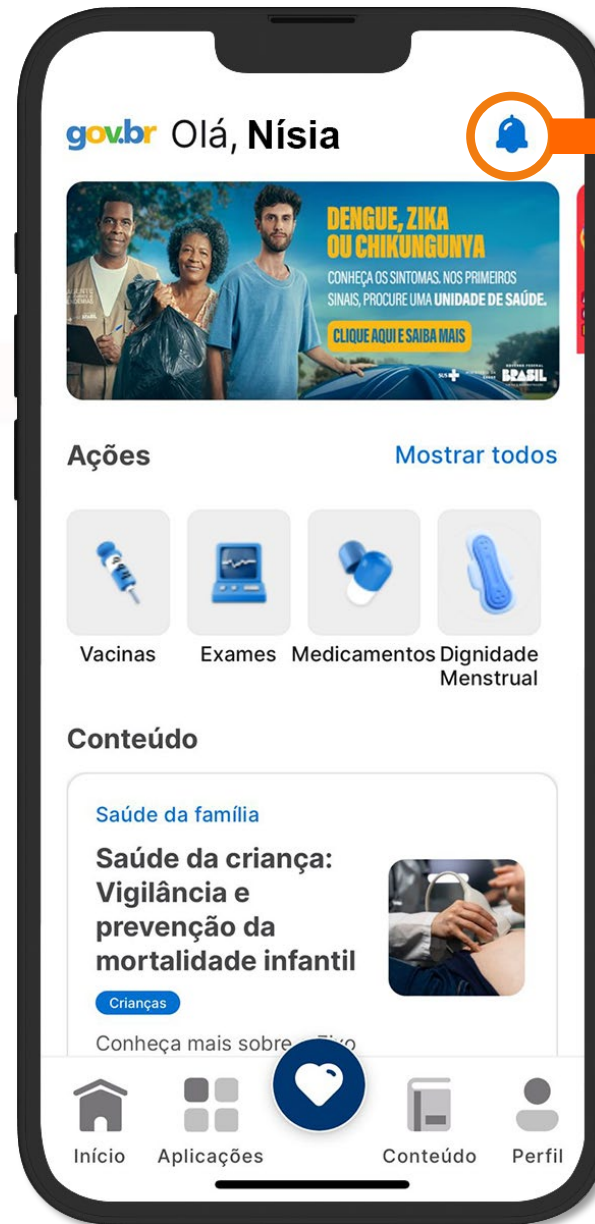 gov.br Olá, Nísia
DENGUE, ZIKA
OU CHIKUNGUNYA
CONHEÇA OS SINTOMAS. NOS PRIMEIROS
SINAIS, PROCURE UMA UNIDADE DE SAÚDE.
CLIQUE AQUI E SAIBA MAIS
SUS
BRASIL
Ações
Mostrar todos
Vacinas
Exames
Medicamentos
Dignidade
Menstrual
Conteúdo
Saúde da família
Saúde da criança:
Vigilância e
prevenção da
mortalidade infantil
Crianças
Conheça mais sobre
Início
Aplicações
Conteúdo
Perfil